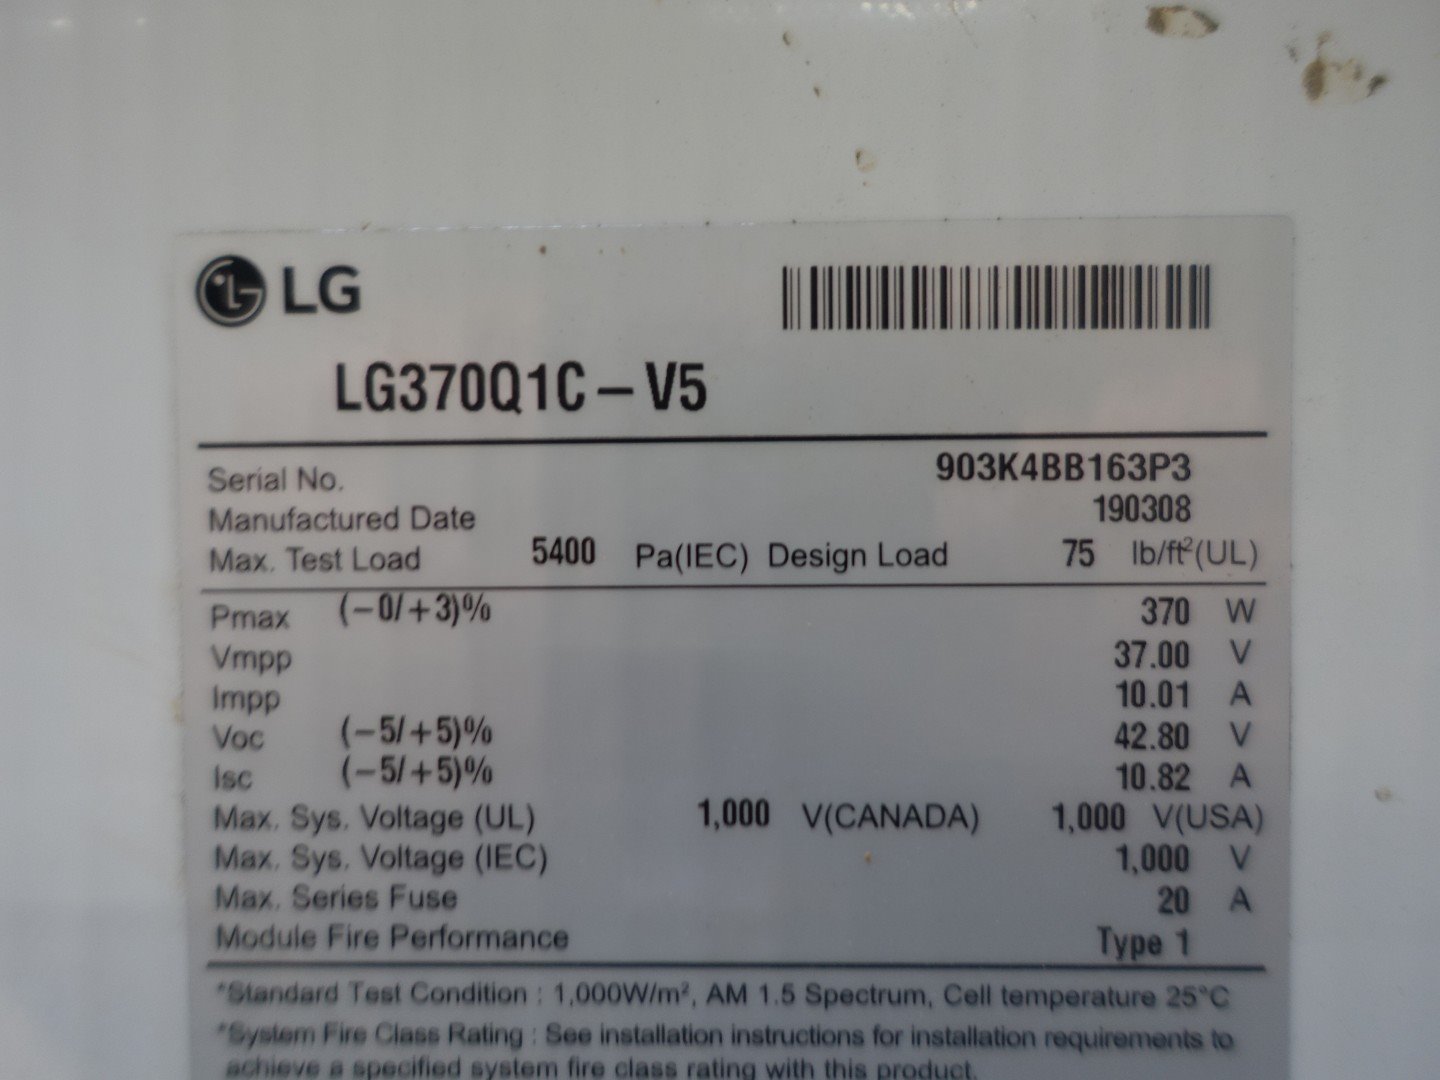 LG
LG370Q1C – V5
Serial No. 903K4BB163P3
Manufactured Date 190308
Max. Test Load 5400 Pa(IEC) Design Load 75 lb/ft²(UL)
Pmax (−0/+3)% 370 W
Vmpp 37.00 V
Impp 10.01 A
Voc (−5/+5)% 42.80 V
Isc (−5/+5)% 10.82 A
Max. Sys. Voltage (UL) 1,000 V(CANADA) 1,000 V(USA)
Max. Sys. Voltage (IEC) 1,000 V
Max. Series Fuse 20 A
Module Fire Performance Type 1
*Standard Test Condition : 1,000W/m², AM 1.5 Spectrum, Cell temperature 25°C
*System Fire Class Rating : See installation instructions for installation requirements to
achieve a specified system fire class rating with this product.